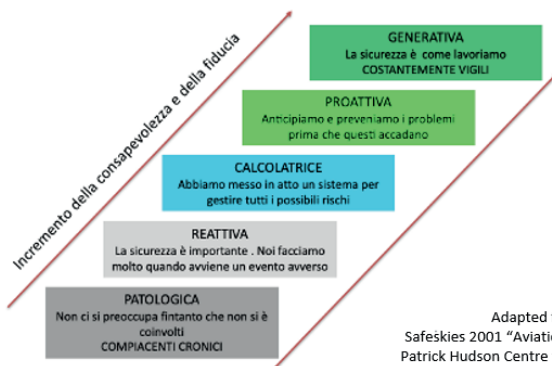 Incremento della consapevolezza e della fiducia
GENERATIVA
La sicurezza è come lavoriamo
COSTANTEMENTE VIGILI
PROATTIVA
Anticipiamo e preveniamo i problemi
prima che questi accadano
CALCOLATRICE
Abbiamo messo in atto un sistema per
gestire tutti i possibili rischi
REATTIVA
La sicurezza è importante . Noi facciamo
molto quando avviene un evento avverso
PATOLOGICA
Non ci si preoccupa fintanto che non si è
coinvolti
COMPIACENTI CRONICI
Adapted
Safeskies 2001 "Aviatio
Patrick Hudson Centre